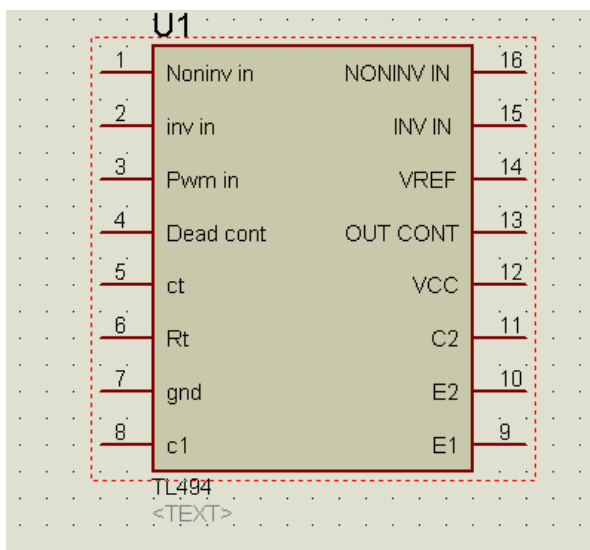 U1
1 Noninv in NONINV IN 16
2 inv in INV IN 15
3 Pwm in VREF 14
4 Dead cont OUT CONT 13
5 ct VCC 12
6 Rt C2 11
7 gnd E2 10
8 c1 E1 9
TL494
<TEXT>